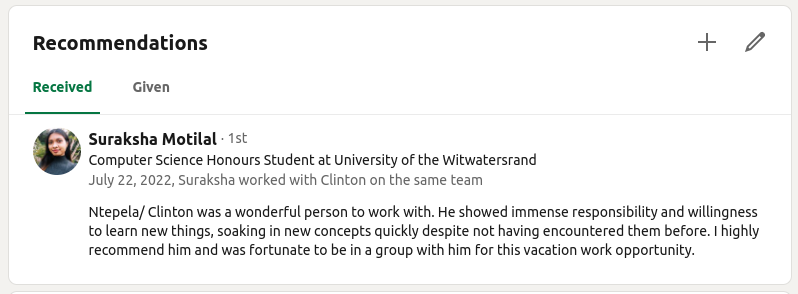 Recommendations
Received Given
Suraksha Motilal · 1st
Computer Science Honours Student at University of the Witwatersrand
July 22, 2022, Suraksha worked with Clinton on the same team
Ntepela/ Clinton was a wonderful person to work with. He showed immense responsibility and willingness
to learn new things, soaking in new concepts quickly despite not having encountered them before. I highly
recommend him and was fortunate to be in a group with him for this vacation work opportunity.